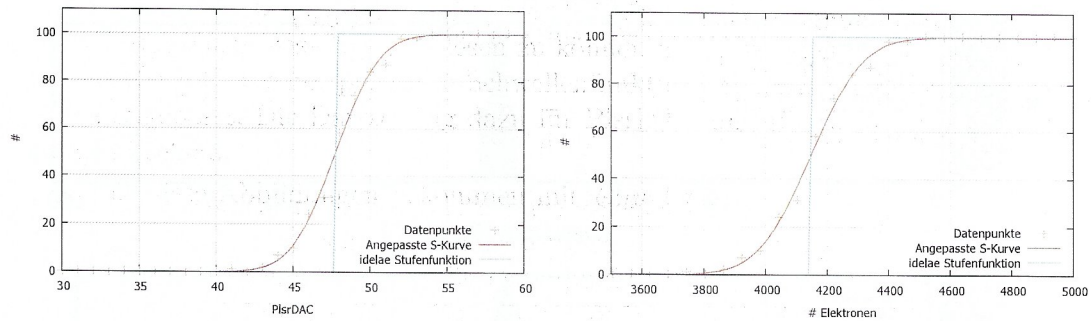 100
80
60
40
20
0
#
30 35 40 45 50 55 60
PlsrDAC
Datenpunkte
Angepasste S-Kurve
idelae Stufenfunktion
100
80
60
40
20
0
#
3600 3800 4000 4200 4400 4600 4800 5000
# Elektronen
Datenpunkte
Angepasste S-Kurve
idelae Stufenfunktion